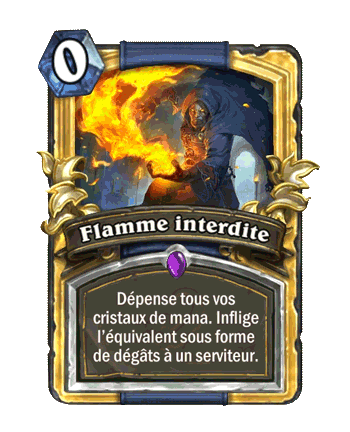 0
Flamme interdite
Dépense tous vos
cristaux de mana. Inflige
l'équivalent sous forme
de dégâts à un serviteur.